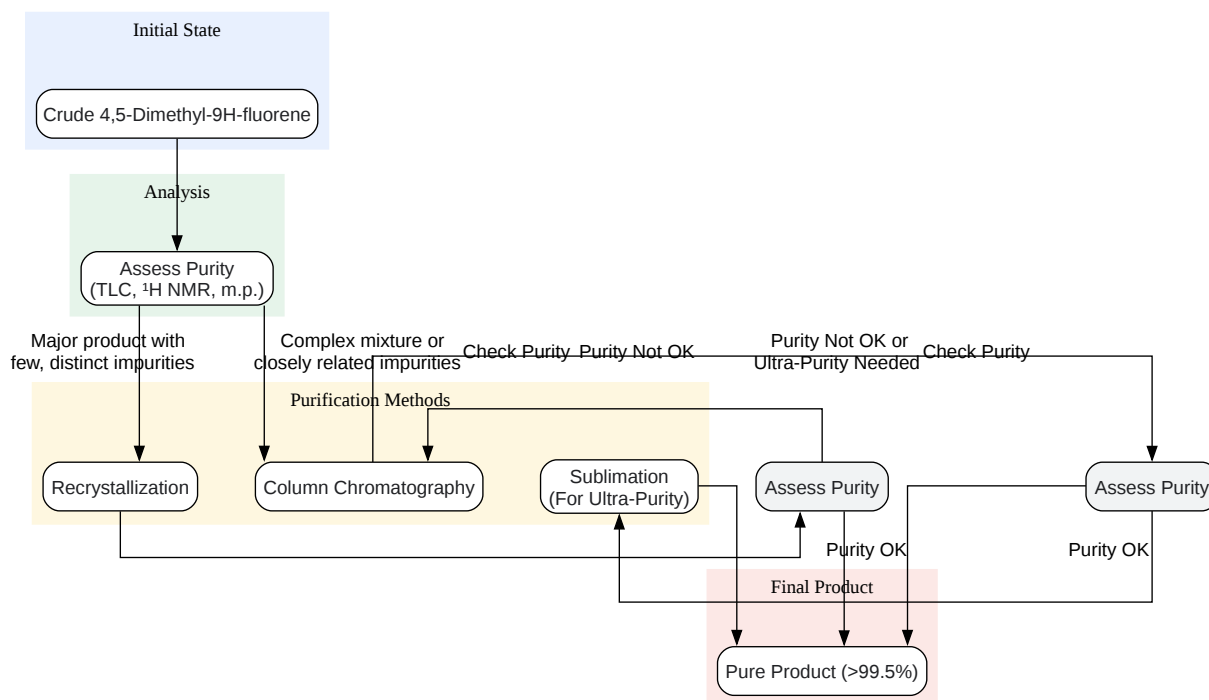 Initial State
Crude 4,5-Dimethyl-9H-fluorene
Analysis
Assess Purity
(TLC, ¹H NMR, m.p.)
Major product with
few, distinct impurities
Complex mixture or
closely related impurities
Check Purity
Purity Not OK
Purity Not OK or
Ultra-Purity Needed
Check Purity
Purification Methods
Recrystallization
Column Chromatography
Sublimation
(For Ultra-Purity)
Assess Purity
Assess Purity
Purity OK
Purity OK
Final Product
Pure Product (>99.5%)